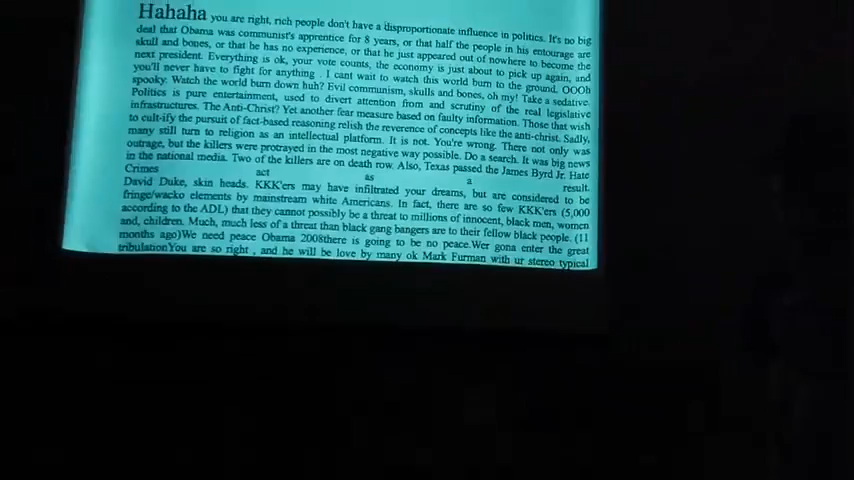 Hahaha you are right, rich people don't have a disproportionate influence in politics. It's no big
deal that Obama was communist's apprentice for 8 years, or that half the people in his entourage are
skull and bones, or that he has no experience, or that he just appeared out of nowhere to become the
next president. Everything is ok, your vote counts, the economy is just about to pick up again, and
you'll never have to fight for anything . I cant wait to watch this world burn to the ground. OOOh
spooky. Watch the world burn down huh? Evil communism, skulls and bones, oh my! Take a sedative.
Politics is pure entertainment, used to divert attention from and scrutiny of the real legislative
infrastructures. The Anti-Christ? Yet another fear measure based on faulty information. Those that wish
to cult-ify the pursuit of fact-based reasoning relish the reverence of concepts like the anti-christ. Sadly,
many still turn to religion as an intellectual platform. It is not. You're wrong. There not only was
outrage, but the killers were protrayed in the most negative way possible. Do a search. It was big news
in the national media. Two of the killers are on death row. Also, Texas passed the James Byrd Jr. Hate
Crimes act as a result.
David Duke, skin heads. KKK'ers may have infiltrated your dreams, but are considered to be
fringe/wacko elements by mainstream white Americans. In fact, there are so few KKK'ers (5,000
according to the ADL) that they cannot possibly be a threat to millions of innocent, black men, women
and, children. Much, much less of a threat than black gang bangers are to their fellow black people. (11
months ago)We need peace Obama 2008there is going to be no peace.Wer gona enter the great
tribulationYou are so right , and he will be love by many ok Mark Furman with ur stereo typical